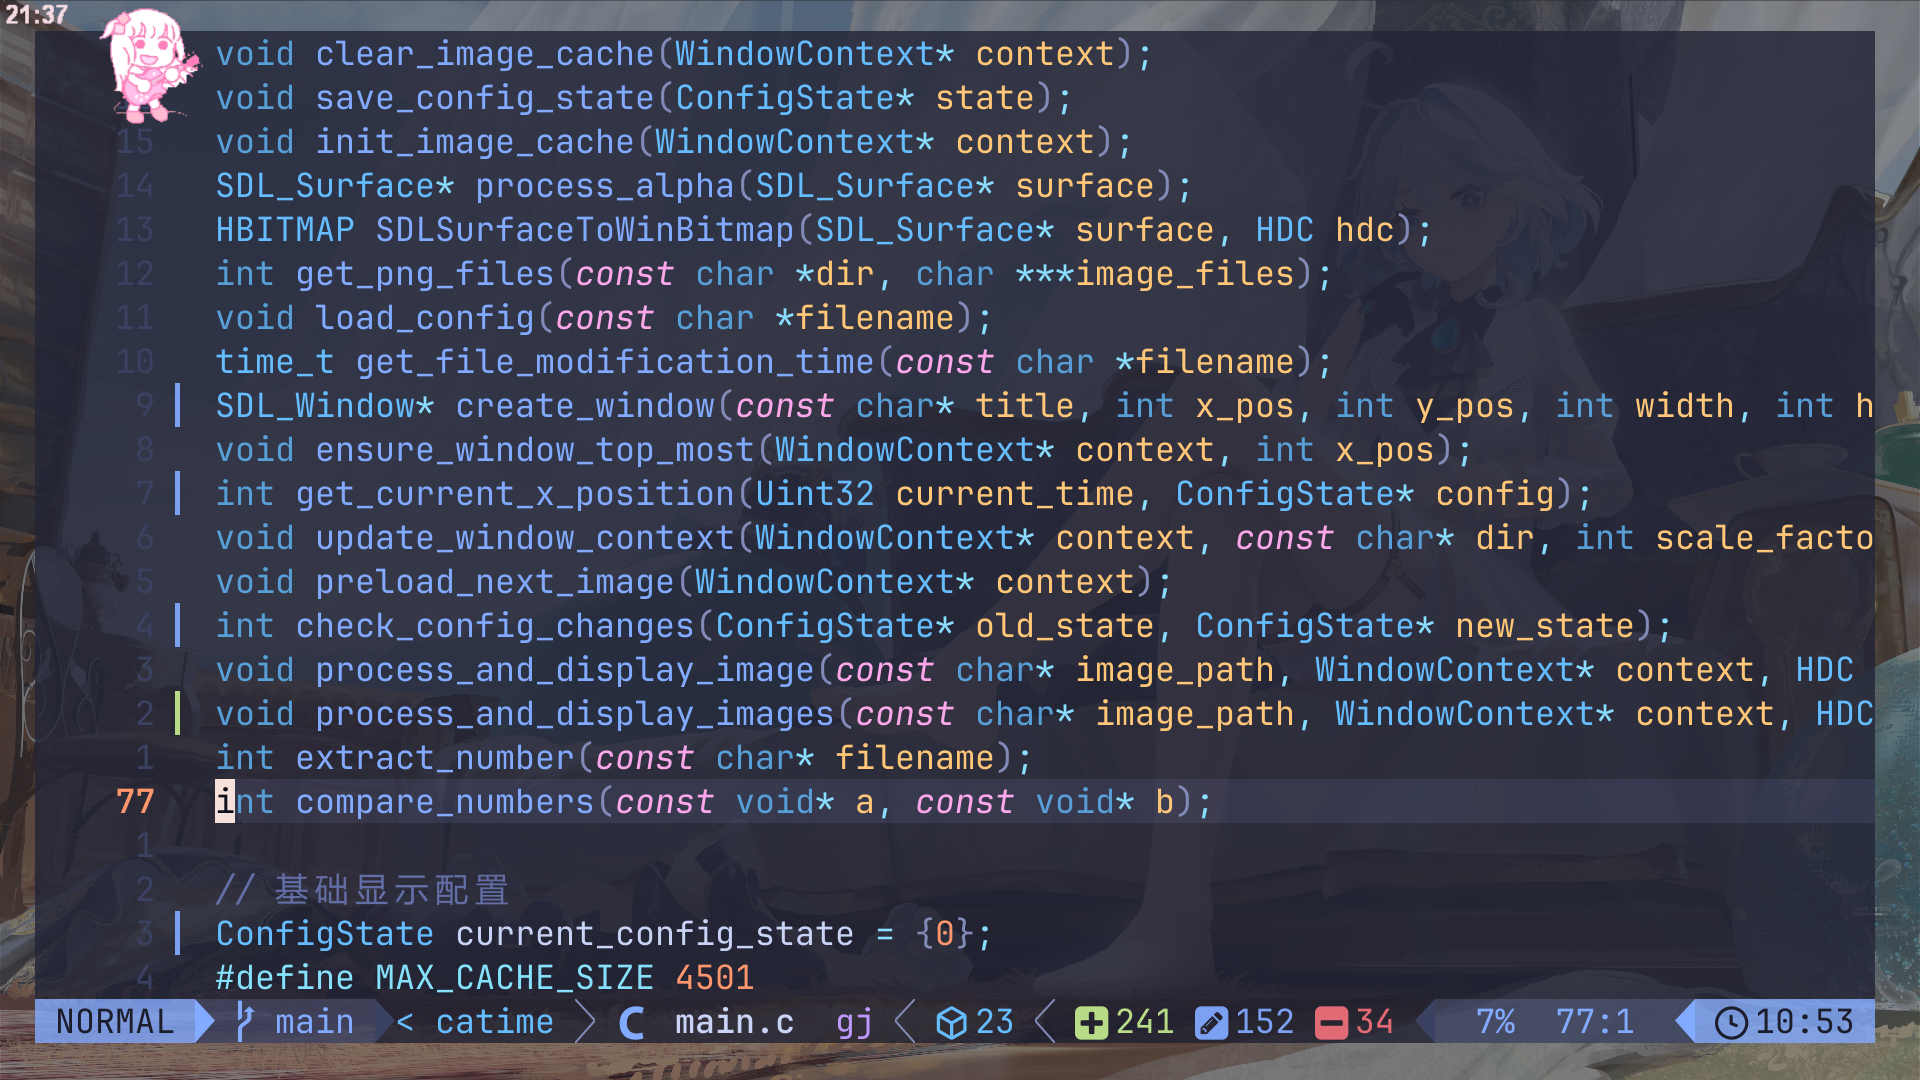 21:37
void clear_image_cache(WindowContext* context);
void save_config_state(ConfigState* state);
15 void init_image_cache(WindowContext* context);
14 SDL_Surface* process_alpha(SDL_Surface* surface);
13 HBITMAP SDLSurfaceToWinBitmap(SDL_Surface* surface, HDC hdc);
12 int get_png_files(const char *dir, char ***image_files);
11 void load_config(const char *filename);
10 time_t get_file_modification_time(const char *filename);
9 SDL_Window* create_window(const char* title, int x_pos, int y_pos, int width, int h
8 void ensure_window_top_most(WindowContext* context, int x_pos);
7 int get_current_x_position(Uint32 current_time, ConfigState* config);
6 void update_window_context(WindowContext* context, const char* dir, int scale_facto
5 void preload_next_image(WindowContext* context);
4 int check_config_changes(ConfigState* old_state, ConfigState* new_state);
3 void process_and_display_image(const char* image_path, WindowContext* context, HDC
2 void process_and_display_images(const char* image_path, WindowContext* context, HDC
1 int extract_number(const char* filename);
77 int compare_numbers(const void* a, const void* b);
1
2 // 基础显示配置
3 ConfigState current_config_state = {0};
4 #define MAX_CACHE_SIZE 4501
NORMAL main < catime main.c gj 23 241 152 34 7% 77:1 10:53